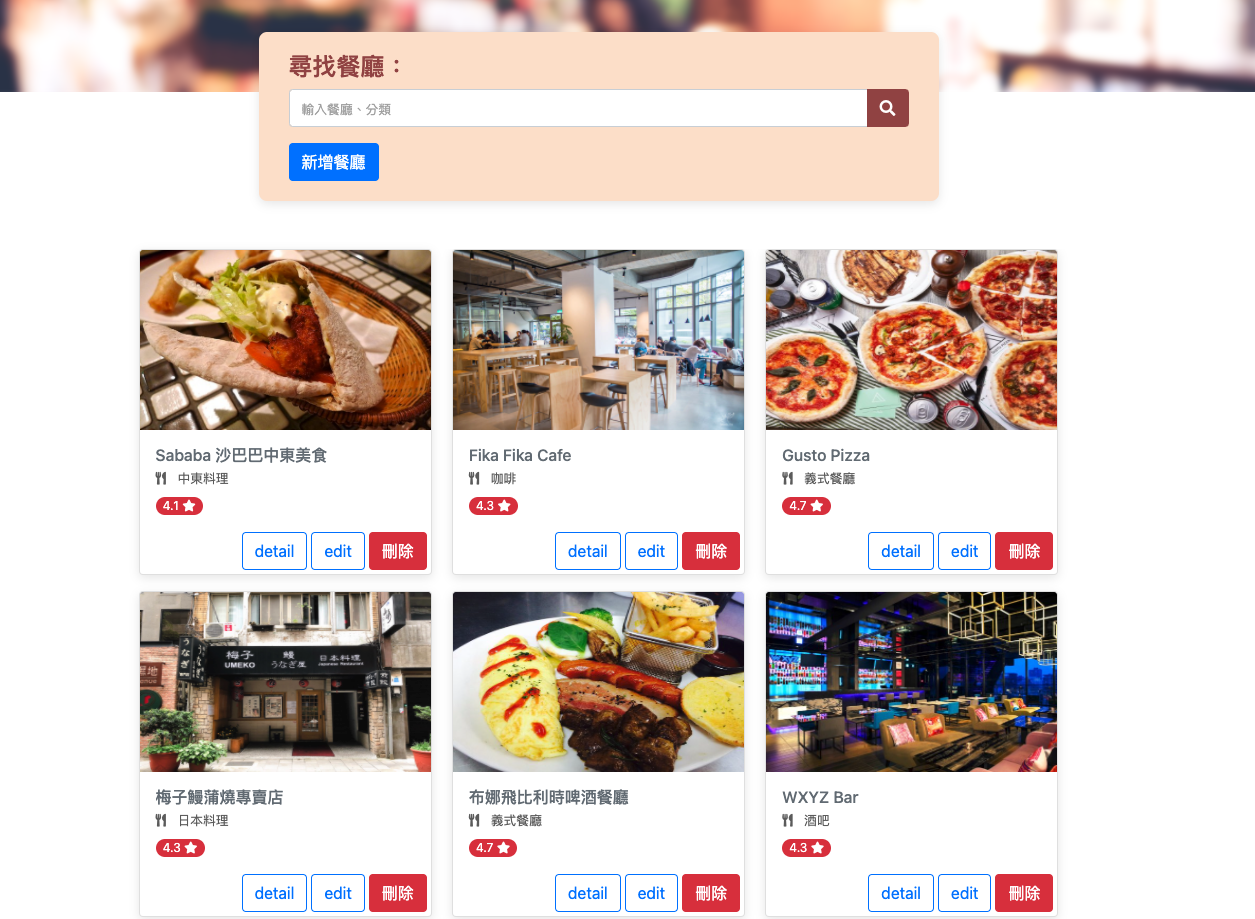 尋找餐廳：
輸入餐廳、分類
新增餐廳
Sababa 沙巴巴中東美食
中東料理
4.1
detail edit 刪除
Fika Fika Cafe
咖啡
4.3
detail edit 刪除
Gusto Pizza
義式餐廳
4.7
detail edit 刪除
梅子 鰻 日本料理
UMEKO うなぎ屋 Japanese Restaurant
うなぎ
梅子鰻蒲燒專賣店
日本料理
4.3
detail edit 刪除
布娜飛比利時啤酒餐廳
義式餐廳
4.7
detail edit 刪除
WXYZ Bar
酒吧
4.3
detail edit 刪除